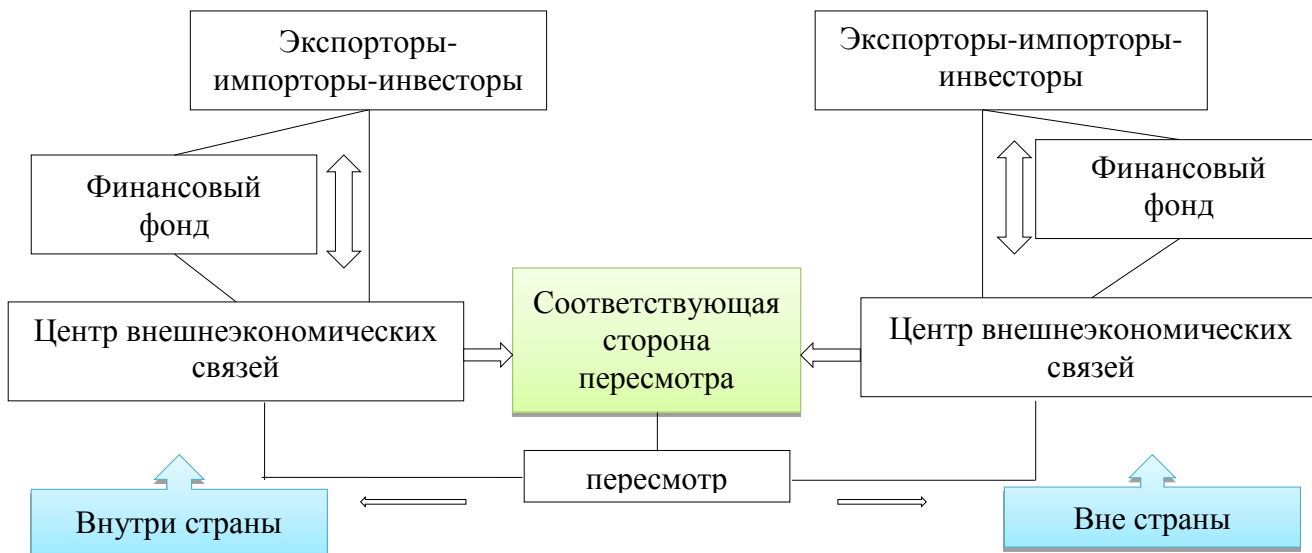 Экспорторы-
импорторы-инвесторы
Экспорторы-импорторы-
инвесторы
Финансовый
фонд
Финансовый
фонд
Соответствующая
сторона
пересмотра
Центр внешнеэкономических
связей
Центр внешнеэкономических
связей
пересмотр
Внутри страны
Вне страны